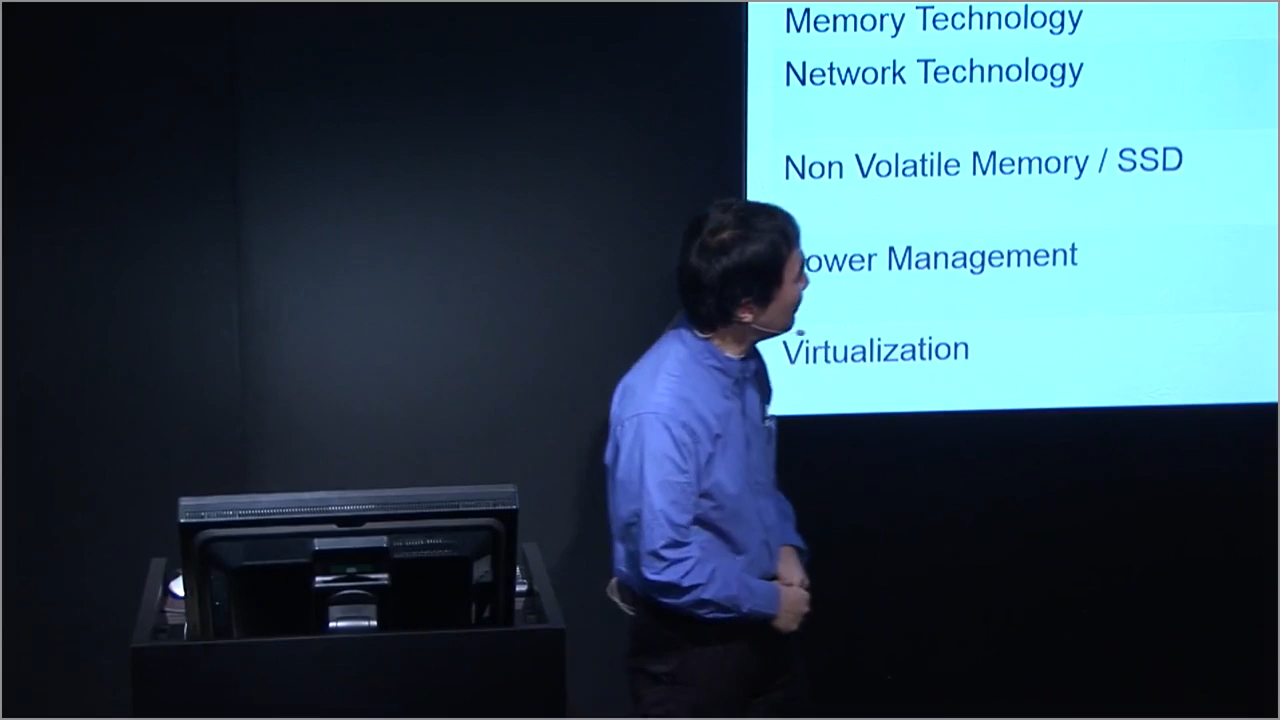 Memory Technology
Network Technology
Non Volatile Memory / SSD
ower Management
Virtualization